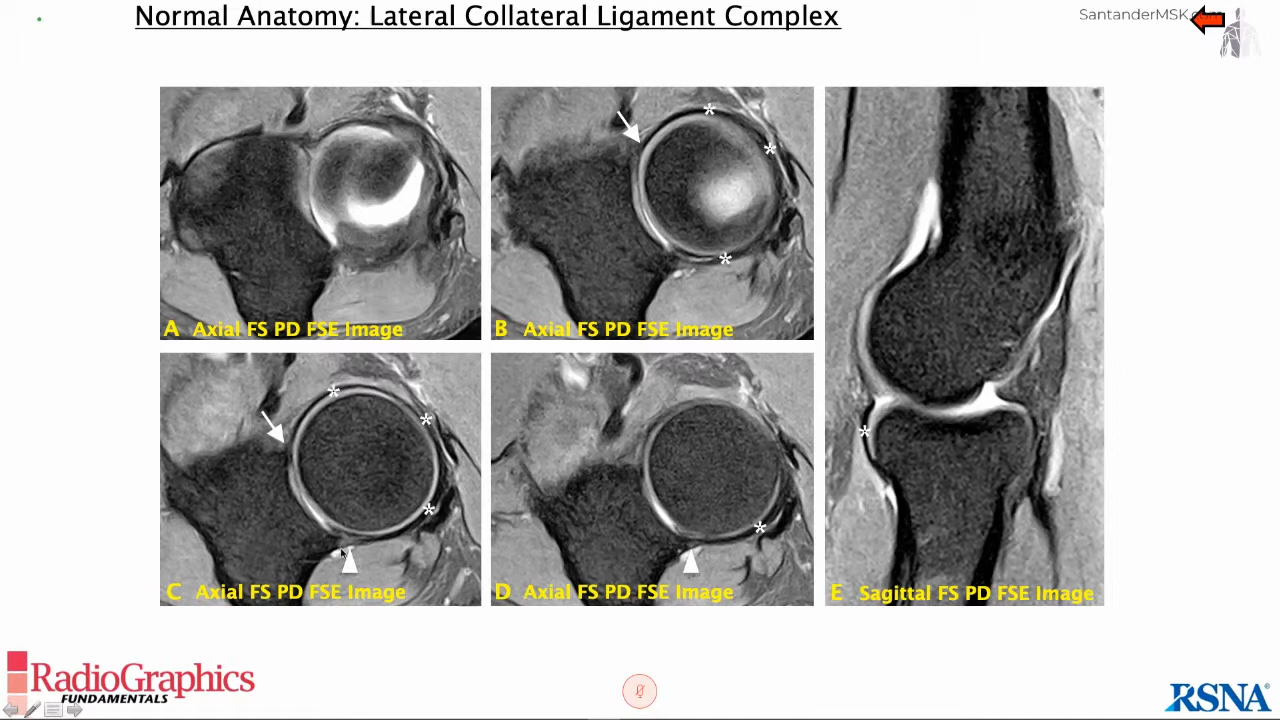 Normal Anatomy: Lateral Collateral Ligament Complex
SantanderMSK.com
A Axial FS PD FSE Image
B Axial FS PD FSE Image
C Axial FS PD FSE Image
D Axial FS PD FSE Image
E Sagittal FS PD FSE Image
RadioGraphics
FUNDAMENTALS
RSNA®